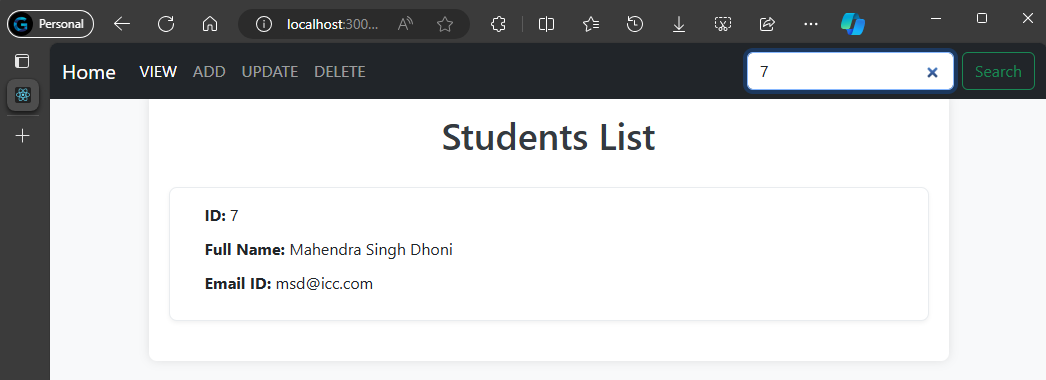 G Personal localhost:300...
Home VIEW ADD UPDATE DELETE 7 Search
Students List
ID: 7
Full Name: Mahendra Singh Dhoni
Email ID: msd@icc.com